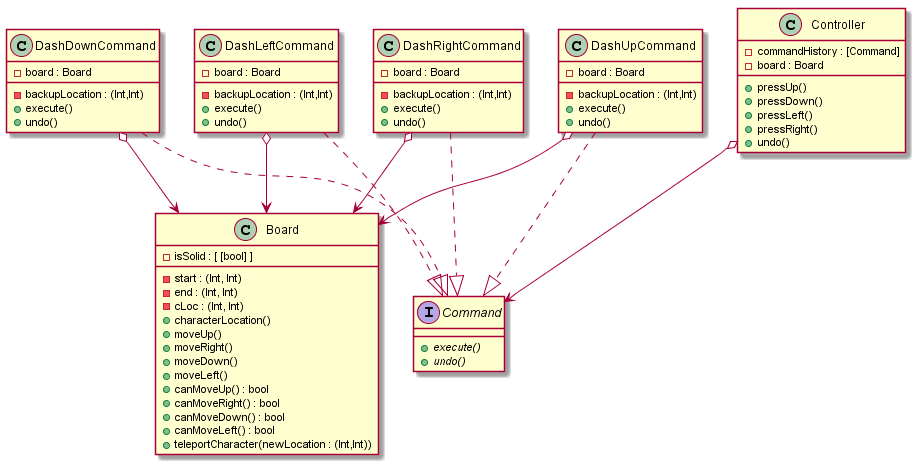 C DashDownCommand
board : Board
backupLocation : (Int,Int)
execute()
undo()
C DashLeftCommand
board : Board
backupLocation : (Int,Int)
execute()
undo()
C DashRightCommand
board : Board
backupLocation : (Int,Int)
execute()
undo()
C DashUpCommand
board : Board
backupLocation : (Int,Int)
execute()
undo()
C Controller
commandHistory : [Command]
board : Board
pressUp()
pressDown()
pressLeft()
pressRight()
undo()
C Board
isSolid : [ [bool] ]
start : (Int, Int)
end : (Int, Int)
cLoc : (Int, Int)
characterLocation()
moveUp()
moveRight()
moveDown()
moveLeft()
canMoveUp() : bool
canMoveRight() : bool
canMoveDown() : bool
canMoveLeft() : bool
teleportCharacter(newLocation : (Int,Int))
I Command
execute()
undo()